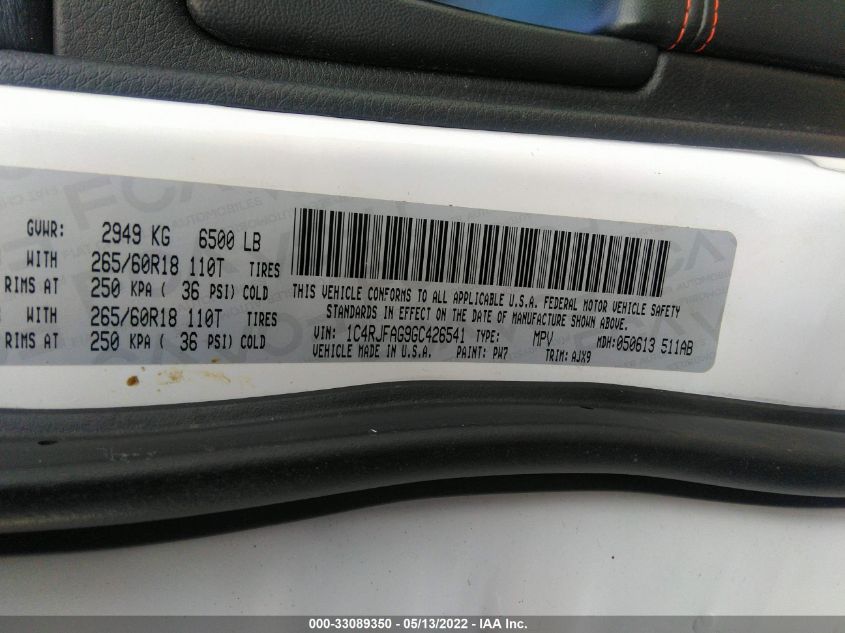 GVWR: 2949 KG 6500 LB
WITH 265/60R18 110T TIRES
RIMS AT 250 KPA ( 36 PSI) COLD
WITH 265/60R18 110T TIRES
RIMS AT 250 KPA ( 36 PSI) COLD
THIS VEHICLE CONFORMS TO ALL APPLICABLE U.S.A. FEDERAL MOTOR VEHICLE SAFETY
STANDARDS IN EFFECT ON THE DATE OF MANUFACTURE SHOWN ABOVE.
VIN: 1C4RJFAG9GC426541 TYPE: MPV MDH:050613 511AB
VEHICLE MADE IN U.S.A. PAINT: PW7 TRIM: AJX9
000-33089350 / 05/13/2022 - IAA Inc.